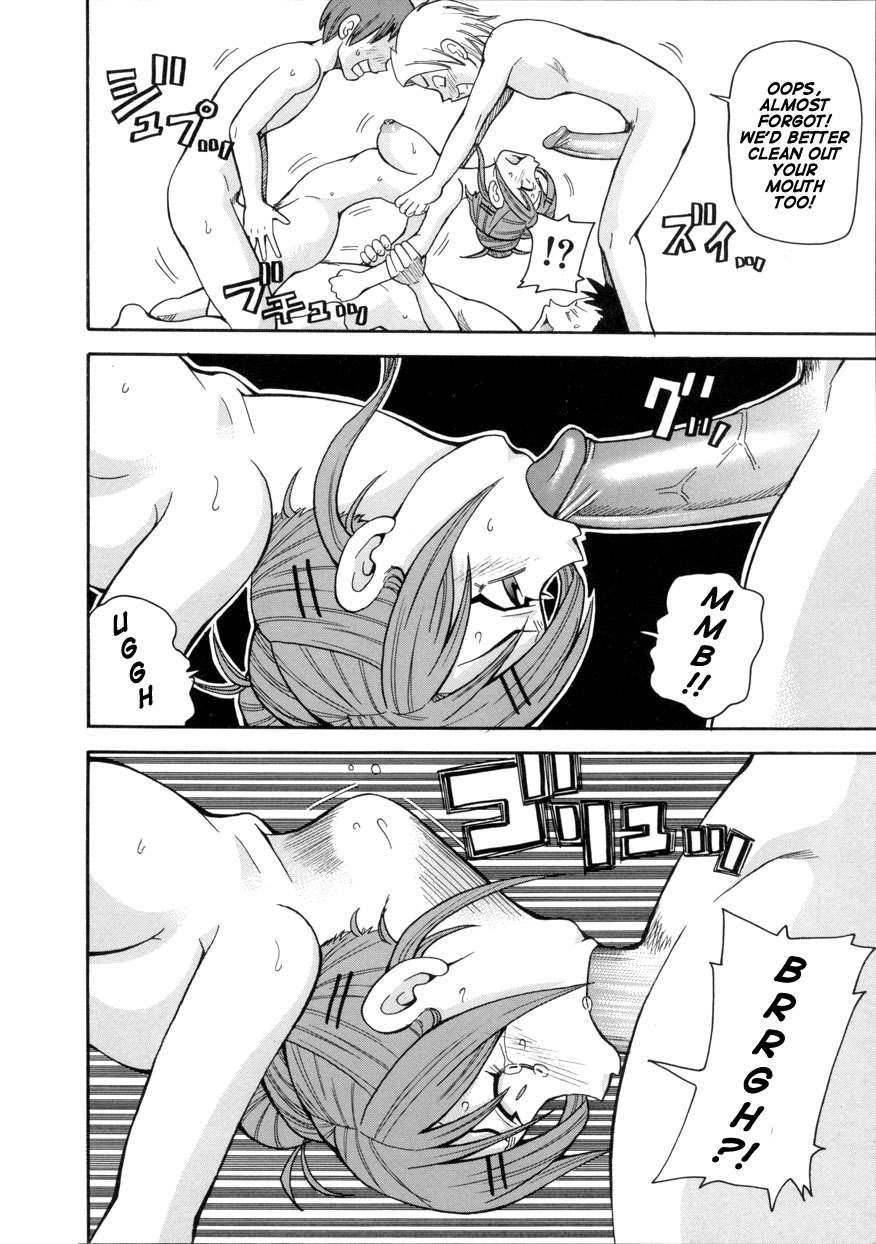 OOPS,
ALMOST
FORGOT!
WE'D BETTER
CLEAN OUT
YOUR
MOUTH
TOO!
ズイッ
!?
ジュプッ
ブチュッ
グッ
MMB!!
UGGH
ゴリュッ
BRRGH?!